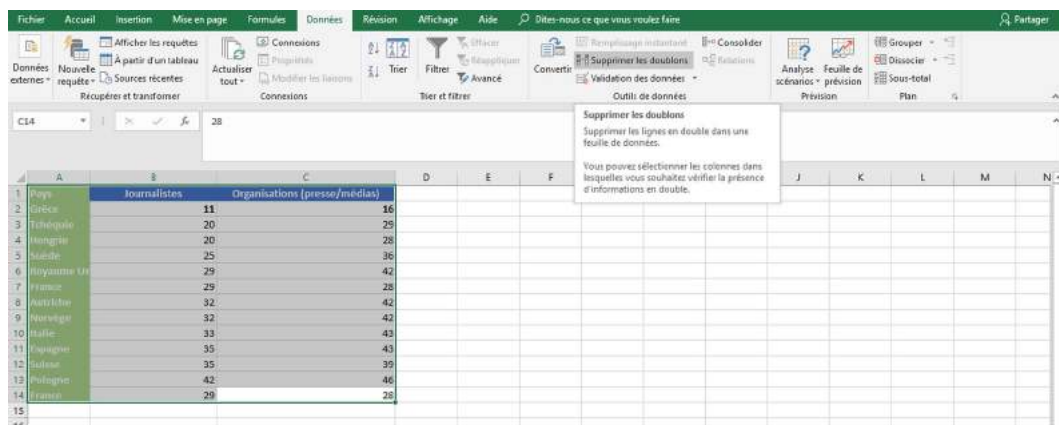 Fichier Accueil Insertion Mise en page Formules Données Révision Affichage Aide Dites-nous ce que vous voulez faire Partager
Afficher les requêtes Connexions Effacer Remplissage instantané Consolider Grouper
À partir d'un tableau Propriétés Réappliquer Supprimer les doublons Relations Dissocier
Données externes Nouvelle requête Sources récentes Actualiser tout Modifier les liaisons Trier Filtrer Avancé Convertir Validation des données Analyse scénarios Feuille de prévision Sous-total
Récupérer et transformer Connexions Trier et filtrer Outils de données Prévision Plan
C14 fx 28
Supprimer les doublons
Supprimer les lignes en double dans une
feuille de données.
Vous pouvez sélectionner les colonnes dans
lesquelles vous souhaitez vérifier la présence
d'informations en double.
A B C D E F J K L M N
1 Pays Journalistes Organisations (presse/médias)
2 Grèce 11 16
3 Tchéquie 20 29
4 Hongrie 20 28
5 Suède 25 36
6 Royaume Un 29 42
7 France 29 28
8 Autriche 32 42
9 Norvège 32 42
10 Italie 33 43
11 Espagne 35 43
12 Suisse 35 39
13 Pologne 42 46
14 France 29 28
15